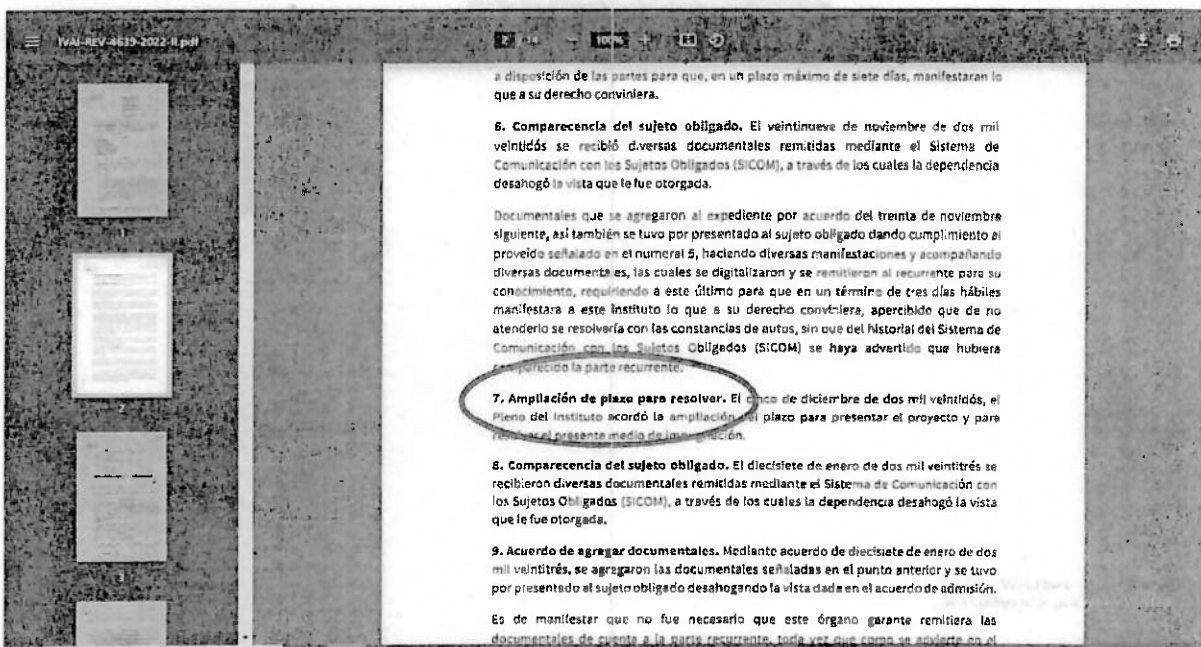 IVAI-REV-4639-2022-II.pdf
2
100%
a disposición de las partes para que, en un plazo máximo de siete días, manifestaran lo
que a su derecho conviniera.
6. Comparecencia del sujeto obligado. El veintinueve de noviembre de dos mil
veintidós se recibió diversas documentales remitidas mediante el Sistema de
Comunicación con los Sujetos Obligados (SICOM), a través de los cuales la dependencia
desahogó la vista que le fue otorgada.
Documentales que se agregaron al expediente por acuerdo del treinta de noviembre
siguiente, así también se tuvo por presentado al sujeto obligado dando cumplimiento al
proveído señalado en el numeral 5, haciendo diversas manifestaciones y acompañando
diversas documentales, las cuales se digitalizaron y se remitieron al recurrente para su
conocimiento, requiriendo a este último para que en un término de tres días hábiles
manifestara a este instituto lo que a su derecho conviniera, apercibido que de no
atenderlo se resolvería con las constancias de autos, sin que del historial del Sistema de
Comunicación con los Sujetos Obligados (SICOM) se haya advertido que hubiera
comparecido la parte recurrente.
7. Ampliación de plazo para resolver. El cinco de diciembre de dos mil veintidós, el
Pleno del Instituto acordó la ampliación del plazo para presentar el proyecto y para
resolver el presente medio de impugnación.
8. Comparecencia del sujeto obligado. El diecisiete de enero de dos mil veintitrés se
recibieron diversas documentales remitidas mediante el Sistema de Comunicación con
los Sujetos Obligados (SICOM), a través de los cuales la dependencia desahogó la vista
que le fue otorgada.
9. Acuerdo de agregar documentales. Mediante acuerdo de diecisiete de enero de dos
mil veintitrés, se agregaron las documentales señaladas en el punto anterior y se tuvo
por presentado al sujeto obligado desahogando la vista dada en el acuerdo de admisión.
Es de manifestar que no fue necesario que este órgano garante remitiera las
documentales de cuenta a la parte recurrente, toda vez que como se advierte en el
1
2
3